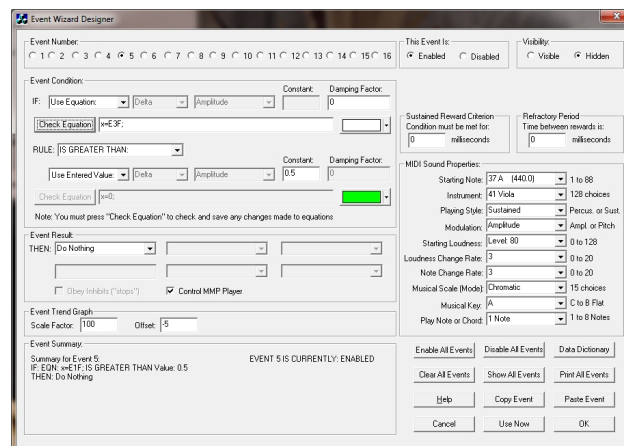 Event Wizard Designer
Event Number:
1 2 3 4 5 6 7 8 9 10 11 12 13 14 15 16
This Event Is:
Enabled Disabled
Visibility:
Visible Hidden
Event Condition:
Constant: Damping Factor:
IF: Use Equation: Delta Amplitude 0
Check Equation x=E3F;
RULE: IS GREATER THAN:
Constant: Damping Factor:
Use Entered Value: Delta Amplitude 0.5 0
Check Equation x=0;
Note: You must press "Check Equation" to check and save any changes made to equations
Sustained Reward Criterion
Condition must be met for:
0 milliseconds
Refractory Period
Time between rewards is:
0 milliseconds
MIDI Sound Properties:
Starting Note: 37 A (440.0) 1 to 88
Instrument: 41 Viola 128 choices
Playing Style: Sustained Percus. or Sust.
Modulation: Amplitude Ampl. or Pitch
Starting Loudness: Level: 80 0 to 128
Loudness Change Rate: 3 0 to 20
Note Change Rate: 3 0 to 20
Musical Scale (Mode): Chromatic 15 choices
Musical Key: A C to B Flat
Play Note or Chord: 1 Note 1 to 8 Notes
Event Result:
THEN: Do Nothing
Obey Inhibits ("stops") Control MMP Player
Event Trend Graph
Scale Factor: 100 Offset: -5
Event Summary:
Summary for Event 5: EVENT 5 IS CURRENTLY: ENABLED
IF: EQN: x=E1F; IS GREATER THAN Value: 0.5
THEN: Do Nothing
Enable All Events Disable All Events Data Dictionary
Clear All Events Show All Events Print All Events
Help Copy Event Paste Event
Cancel Use Now OK